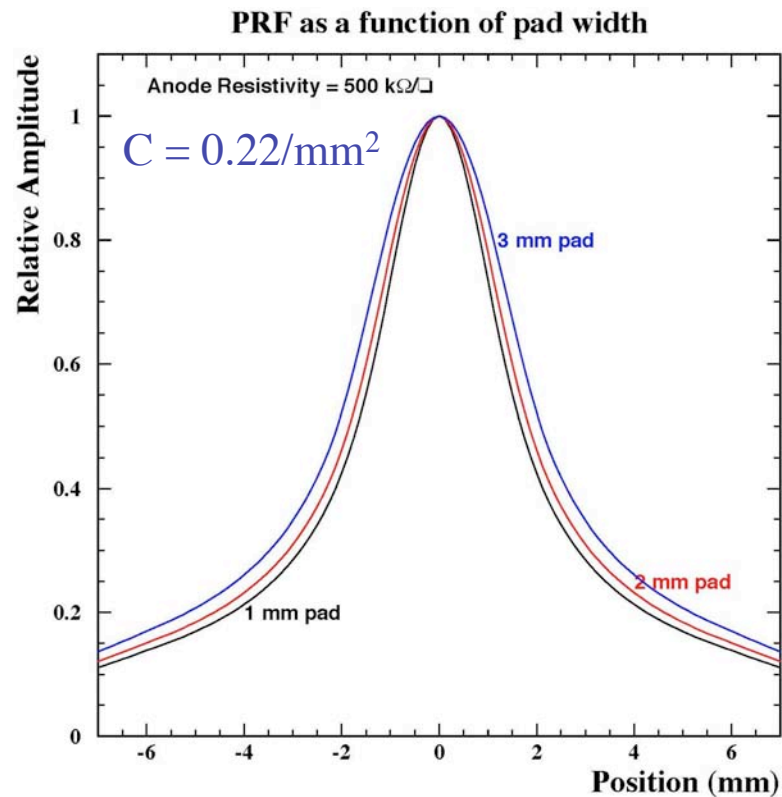 PRF as a function of pad width
Anode Resistivity = 500 kΩ/□
C = 0.22/mm²
Relative Amplitude
1
0.8
0.6
0.4
0.2
0
3 mm pad
2 mm pad
1 mm pad
-6 -4 -2 0 2 4 6
Position (mm)